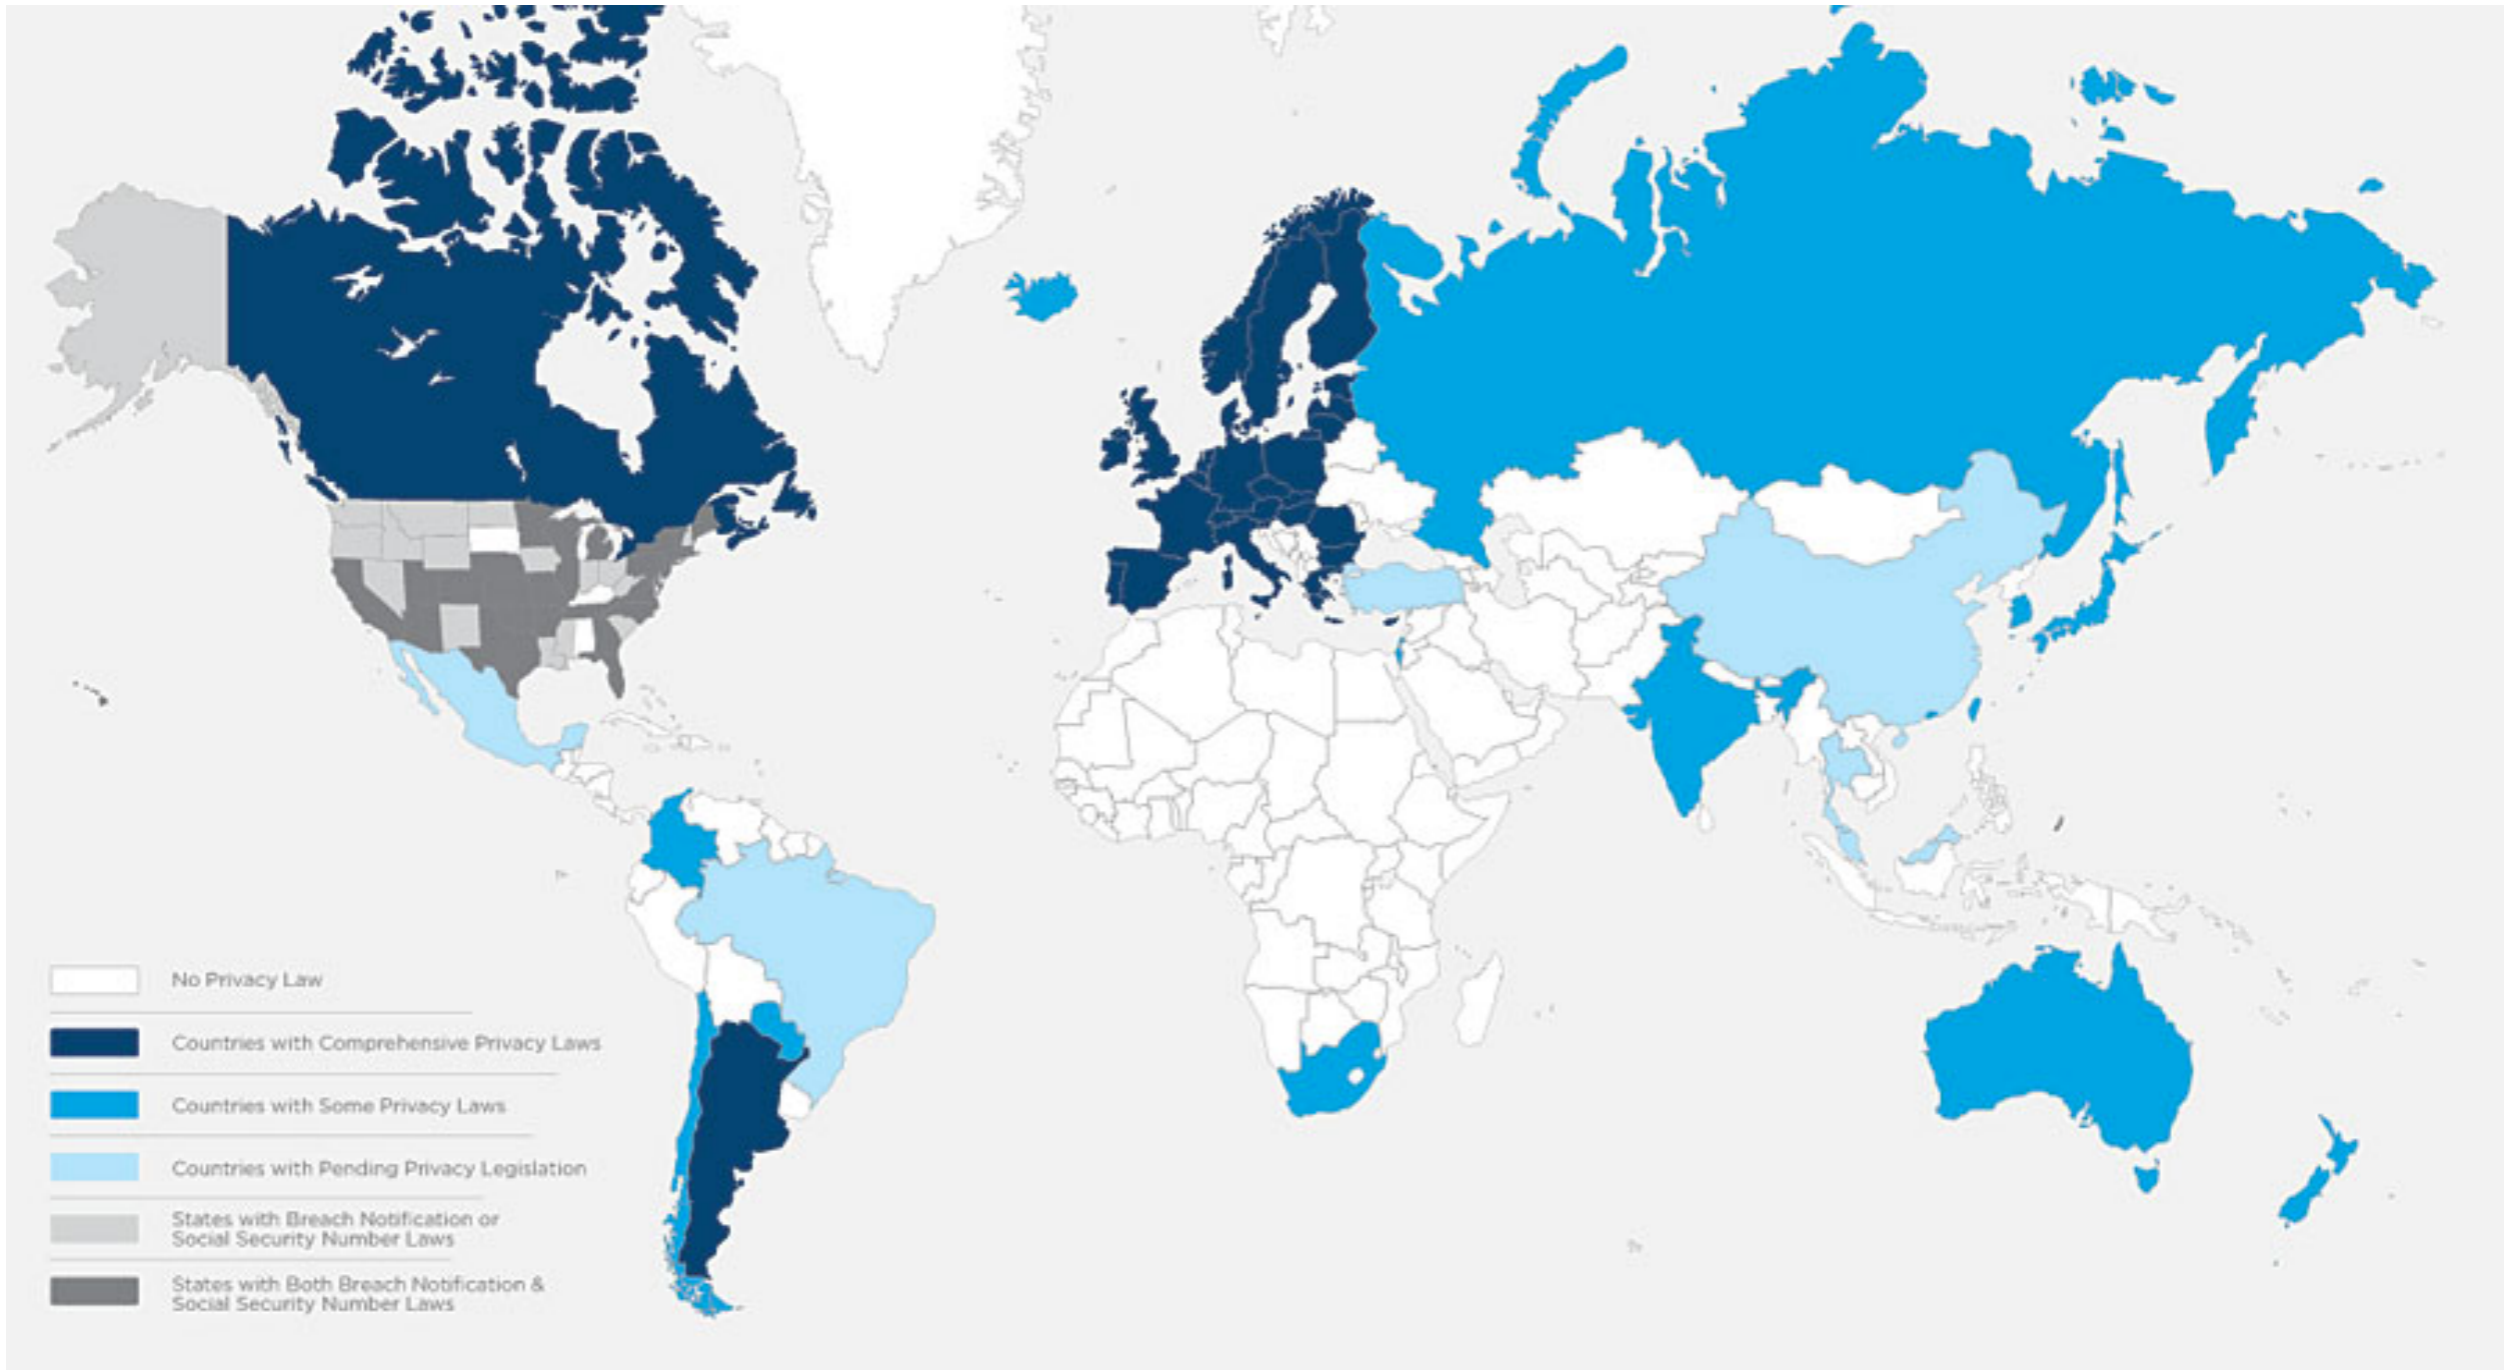 No Privacy Law
Countries with Comprehensive Privacy Laws
Countries with Some Privacy Laws
Countries with Pending Privacy Legislation
States with Breach Notification or
Social Security Number Laws
States with Both Breach Notification &
Social Security Number Laws